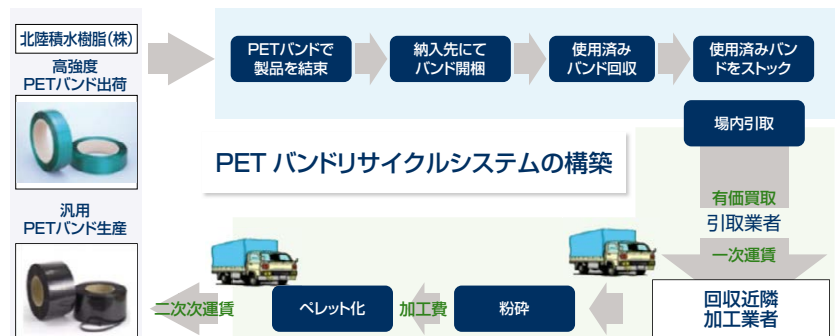 北陸積水樹脂(株)
高強度
PETバンド出荷
PETバンドで
製品を結束
納入先にて
バンド開梱
使用済み
バンド回収
使用済みバン
ドをストック
場内引取
PET バンドリサイクルシステムの構築
有価買取
引取業者
一次運賃
回収近隣
加工業者
粉砕
加工費
ペレット化
二次次運賃
汎用
PETバンド生産